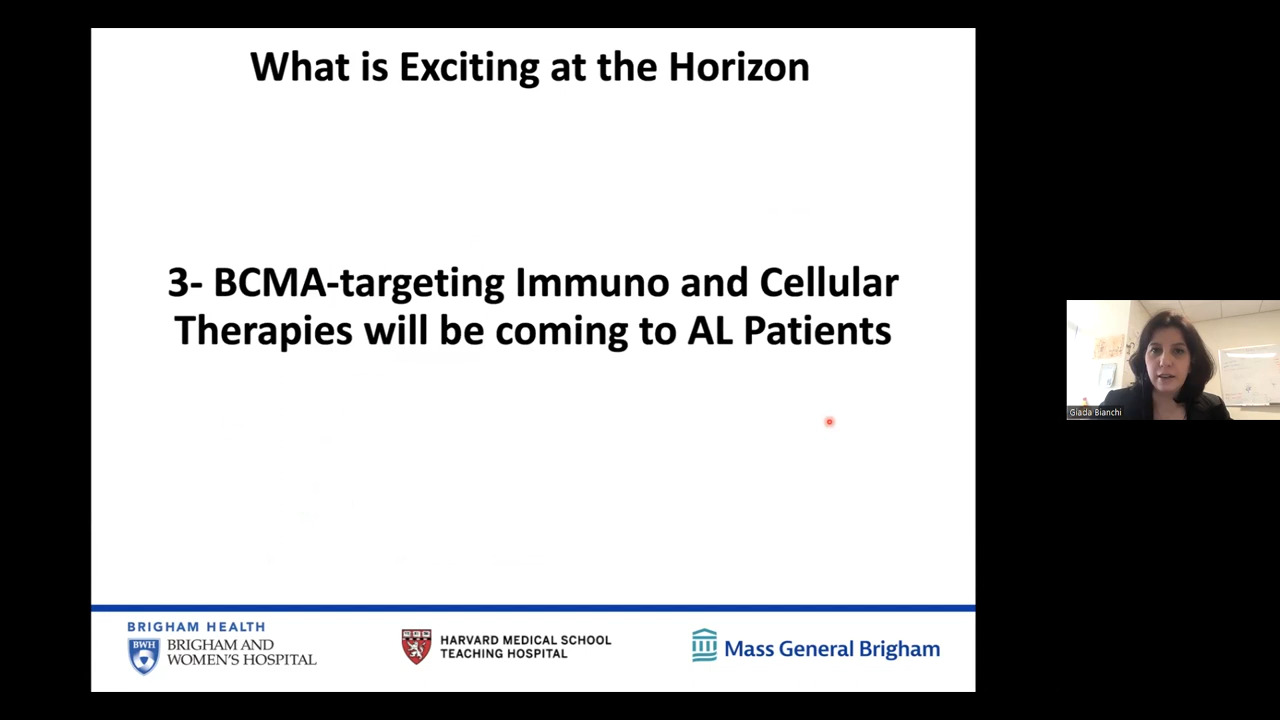 What is Exciting at the Horizon
3- BCMA-targeting Immuno and Cellular
Therapies will be coming to AL Patients
BRIGHAM HEALTH
BWH
BRIGHAM AND
WOMEN'S HOSPITAL
HARVARD MEDICAL SCHOOL
TEACHING HOSPITAL
Mass General Brigham
Giada Bianchi